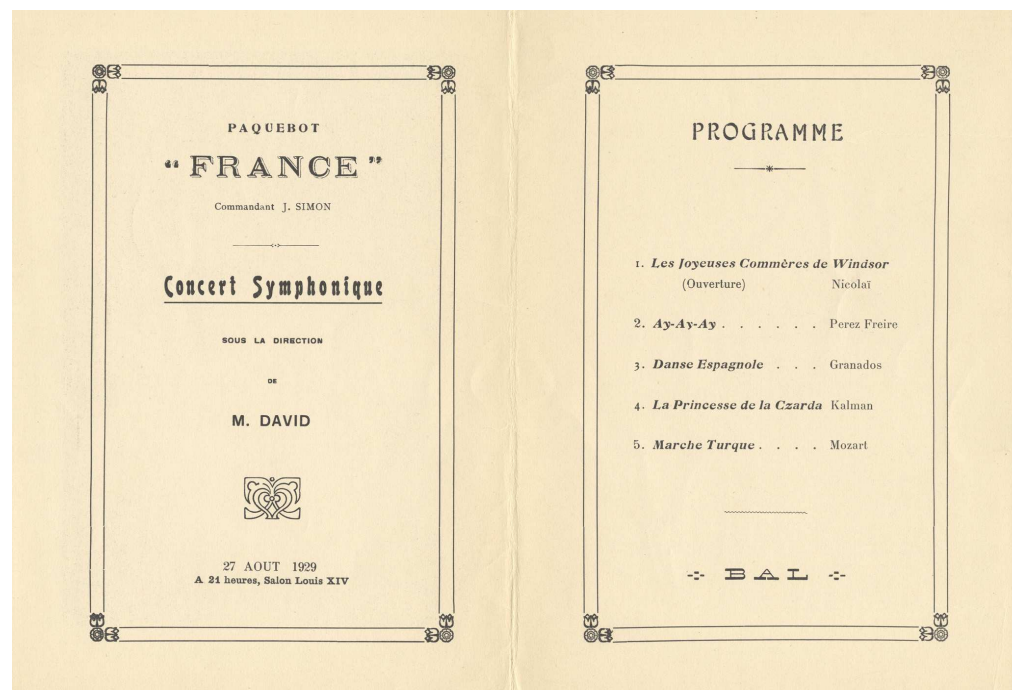 PAQUEBOT
“FRANCE”
Commandant J. SIMON
Concert Symphonique
SOUS LA DIRECTION
DE
M. DAVID
27 AOUT 1929
A 21 heures, Salon Louis XIV
PROGRAMME
1. Les Joyeuses Commères de Windsor
(Ouverture) Nicolaï
2. Ay-Ay-Ay . . . . . . Perez Freire
3. Danse Espagnole . . . Granados
4. La Princesse de la Czarda Kalman
5. Marche Turque . . . . Mozart
BAL